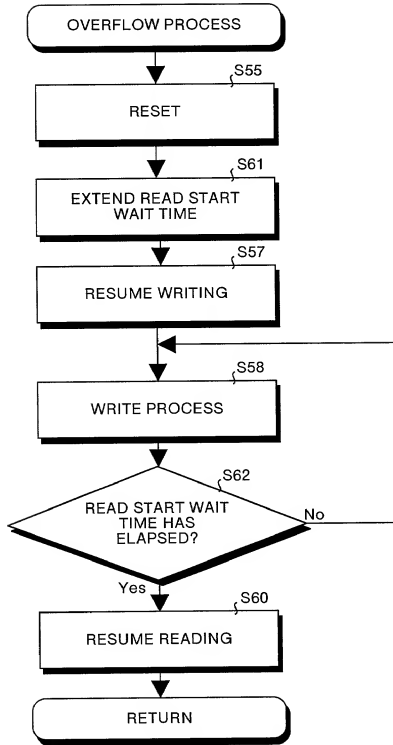 OVERFLOW PROCESS
S55
RESET
S61
EXTEND READ START
WAIT TIME
S57
RESUME WRITING
S58
WRITE PROCESS
S62
READ START WAIT
TIME HAS
ELAPSED?
No
Yes
S60
RESUME READING
RETURN